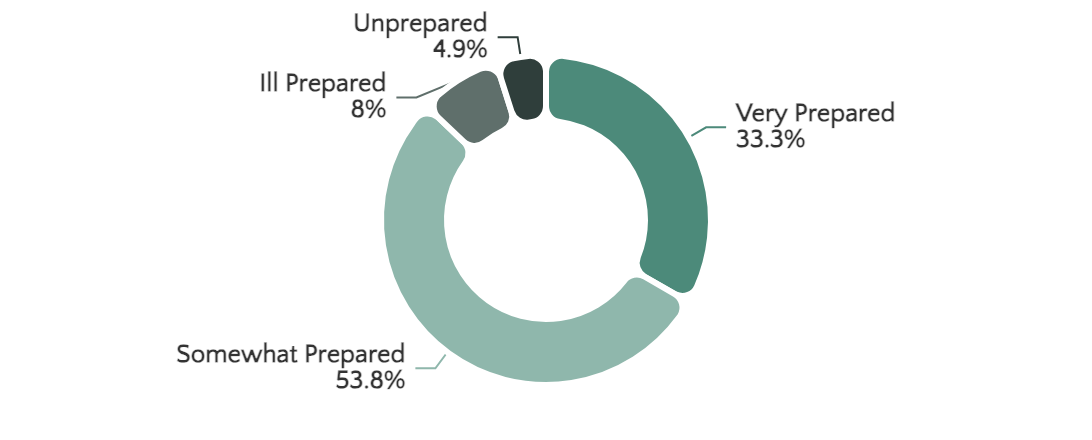 Unprepared
4.9%
Ill Prepared
8%
Very Prepared
33.3%
Somewhat Prepared
53.8%